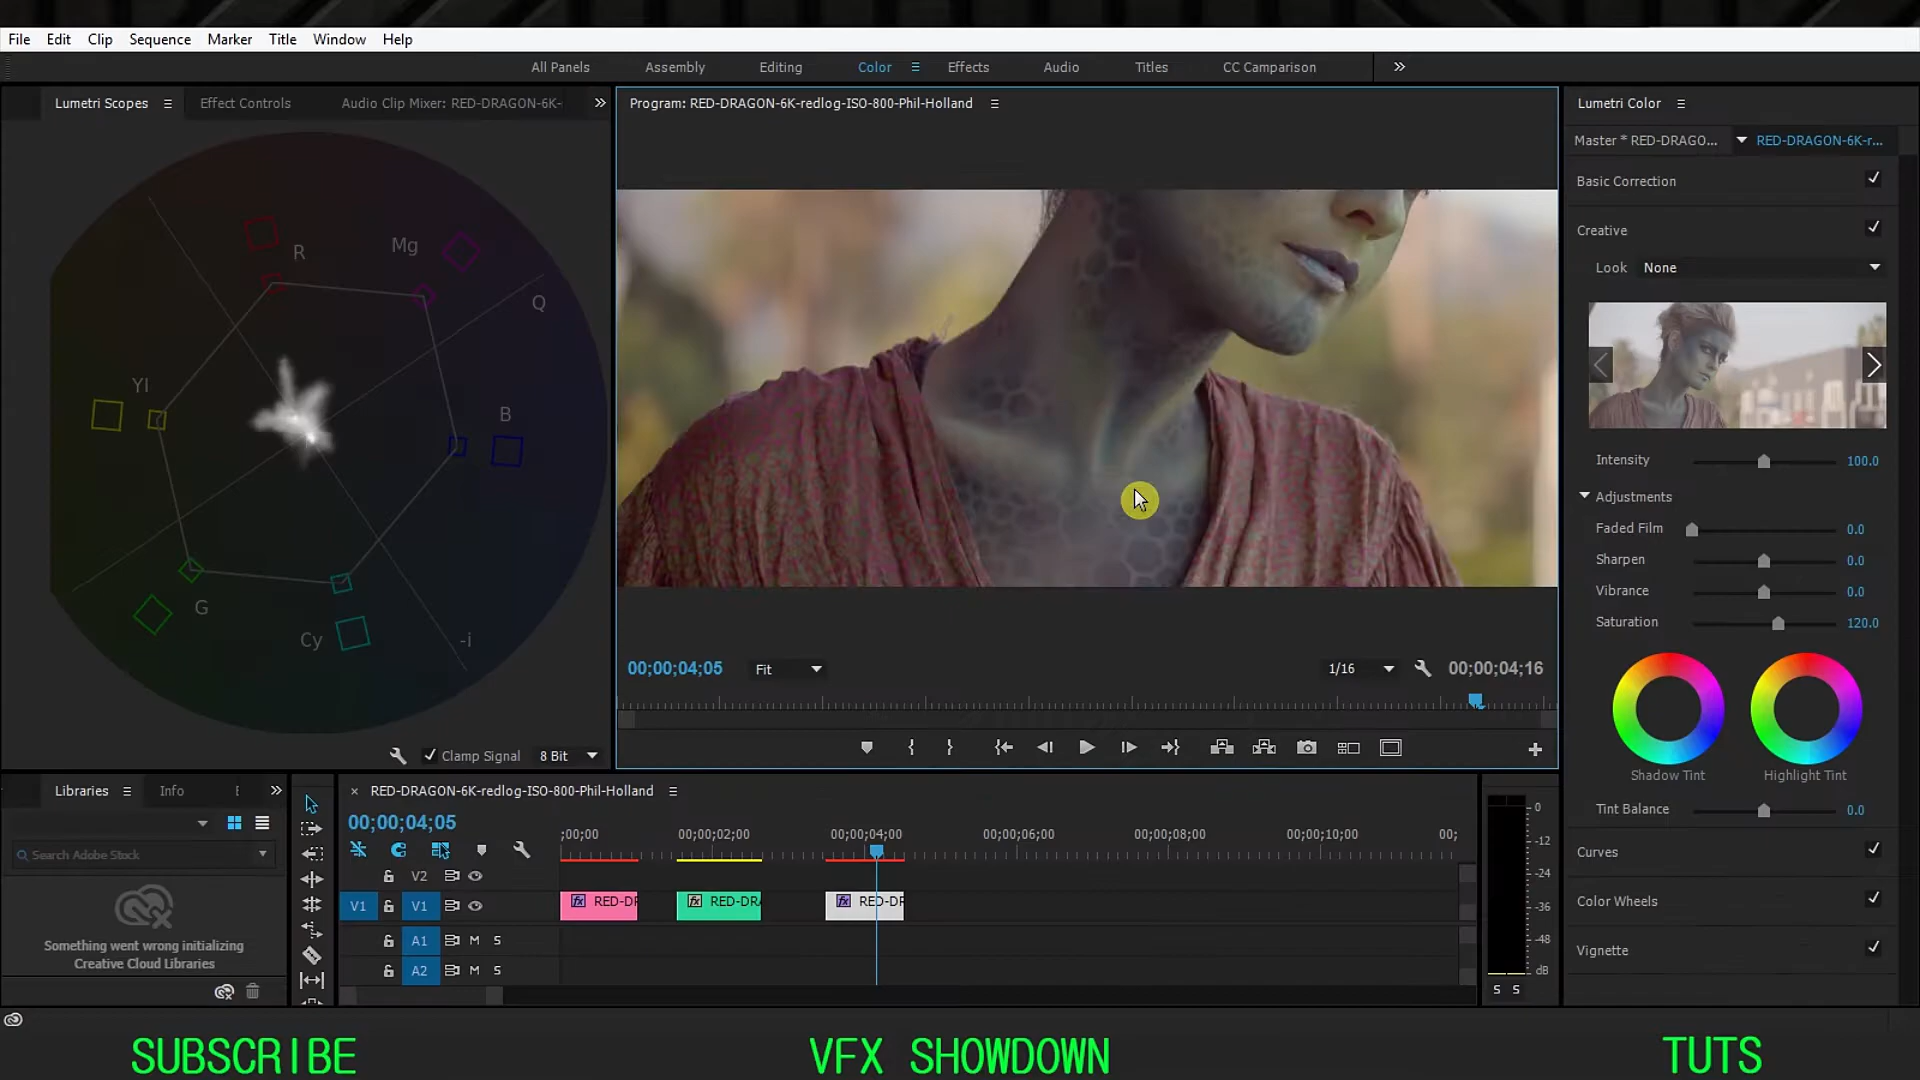 File Edit Clip Sequence Marker Title Window Help
All Panels Assembly Editing Color Effects Audio Titles CC Comparison
Lumetri Scopes Effect Controls Audio Clip Mixer: RED-DRAGON-6K-
Program: RED-DRAGON-6K-redlog-ISO-800-Phil-Holland
Lumetri Color
Master * RED-DRAGO... RED-DRAGON-6K-r...
Basic Correction
Creative
Look None
Intensity 100.0
Adjustments
Faded Film 0.0
Sharpen 0.0
Vibrance 0.0
Saturation 120.0
Shadow Tint Highlight Tint
Tint Balance 0.0
Curves
Color Wheels
Vignette
R Mg
Q
Yl
B
G
Cy -i
Clamp Signal 8 Bit
00;00;04;05 Fit 1/16 00;00;04;16
Libraries Info
Search Adobe Stock
Something went wrong initializing
Creative Cloud Libraries
× RED-DRAGON-6K-redlog-ISO-800-Phil-Holland
00;00;04;05
;00;00 00;00;02;00 00;00;04;00 00;00;06;00 00;00;08;00 00;00;10;00 00;
V2
V1 V1 fx RED-DR fx RED-DRA fx RED-DR
A1 M S
A2 M S
0
-12
-24
-36
-48
dB
S S
SUBSCRIBE VFX SHOWDOWN TUTS